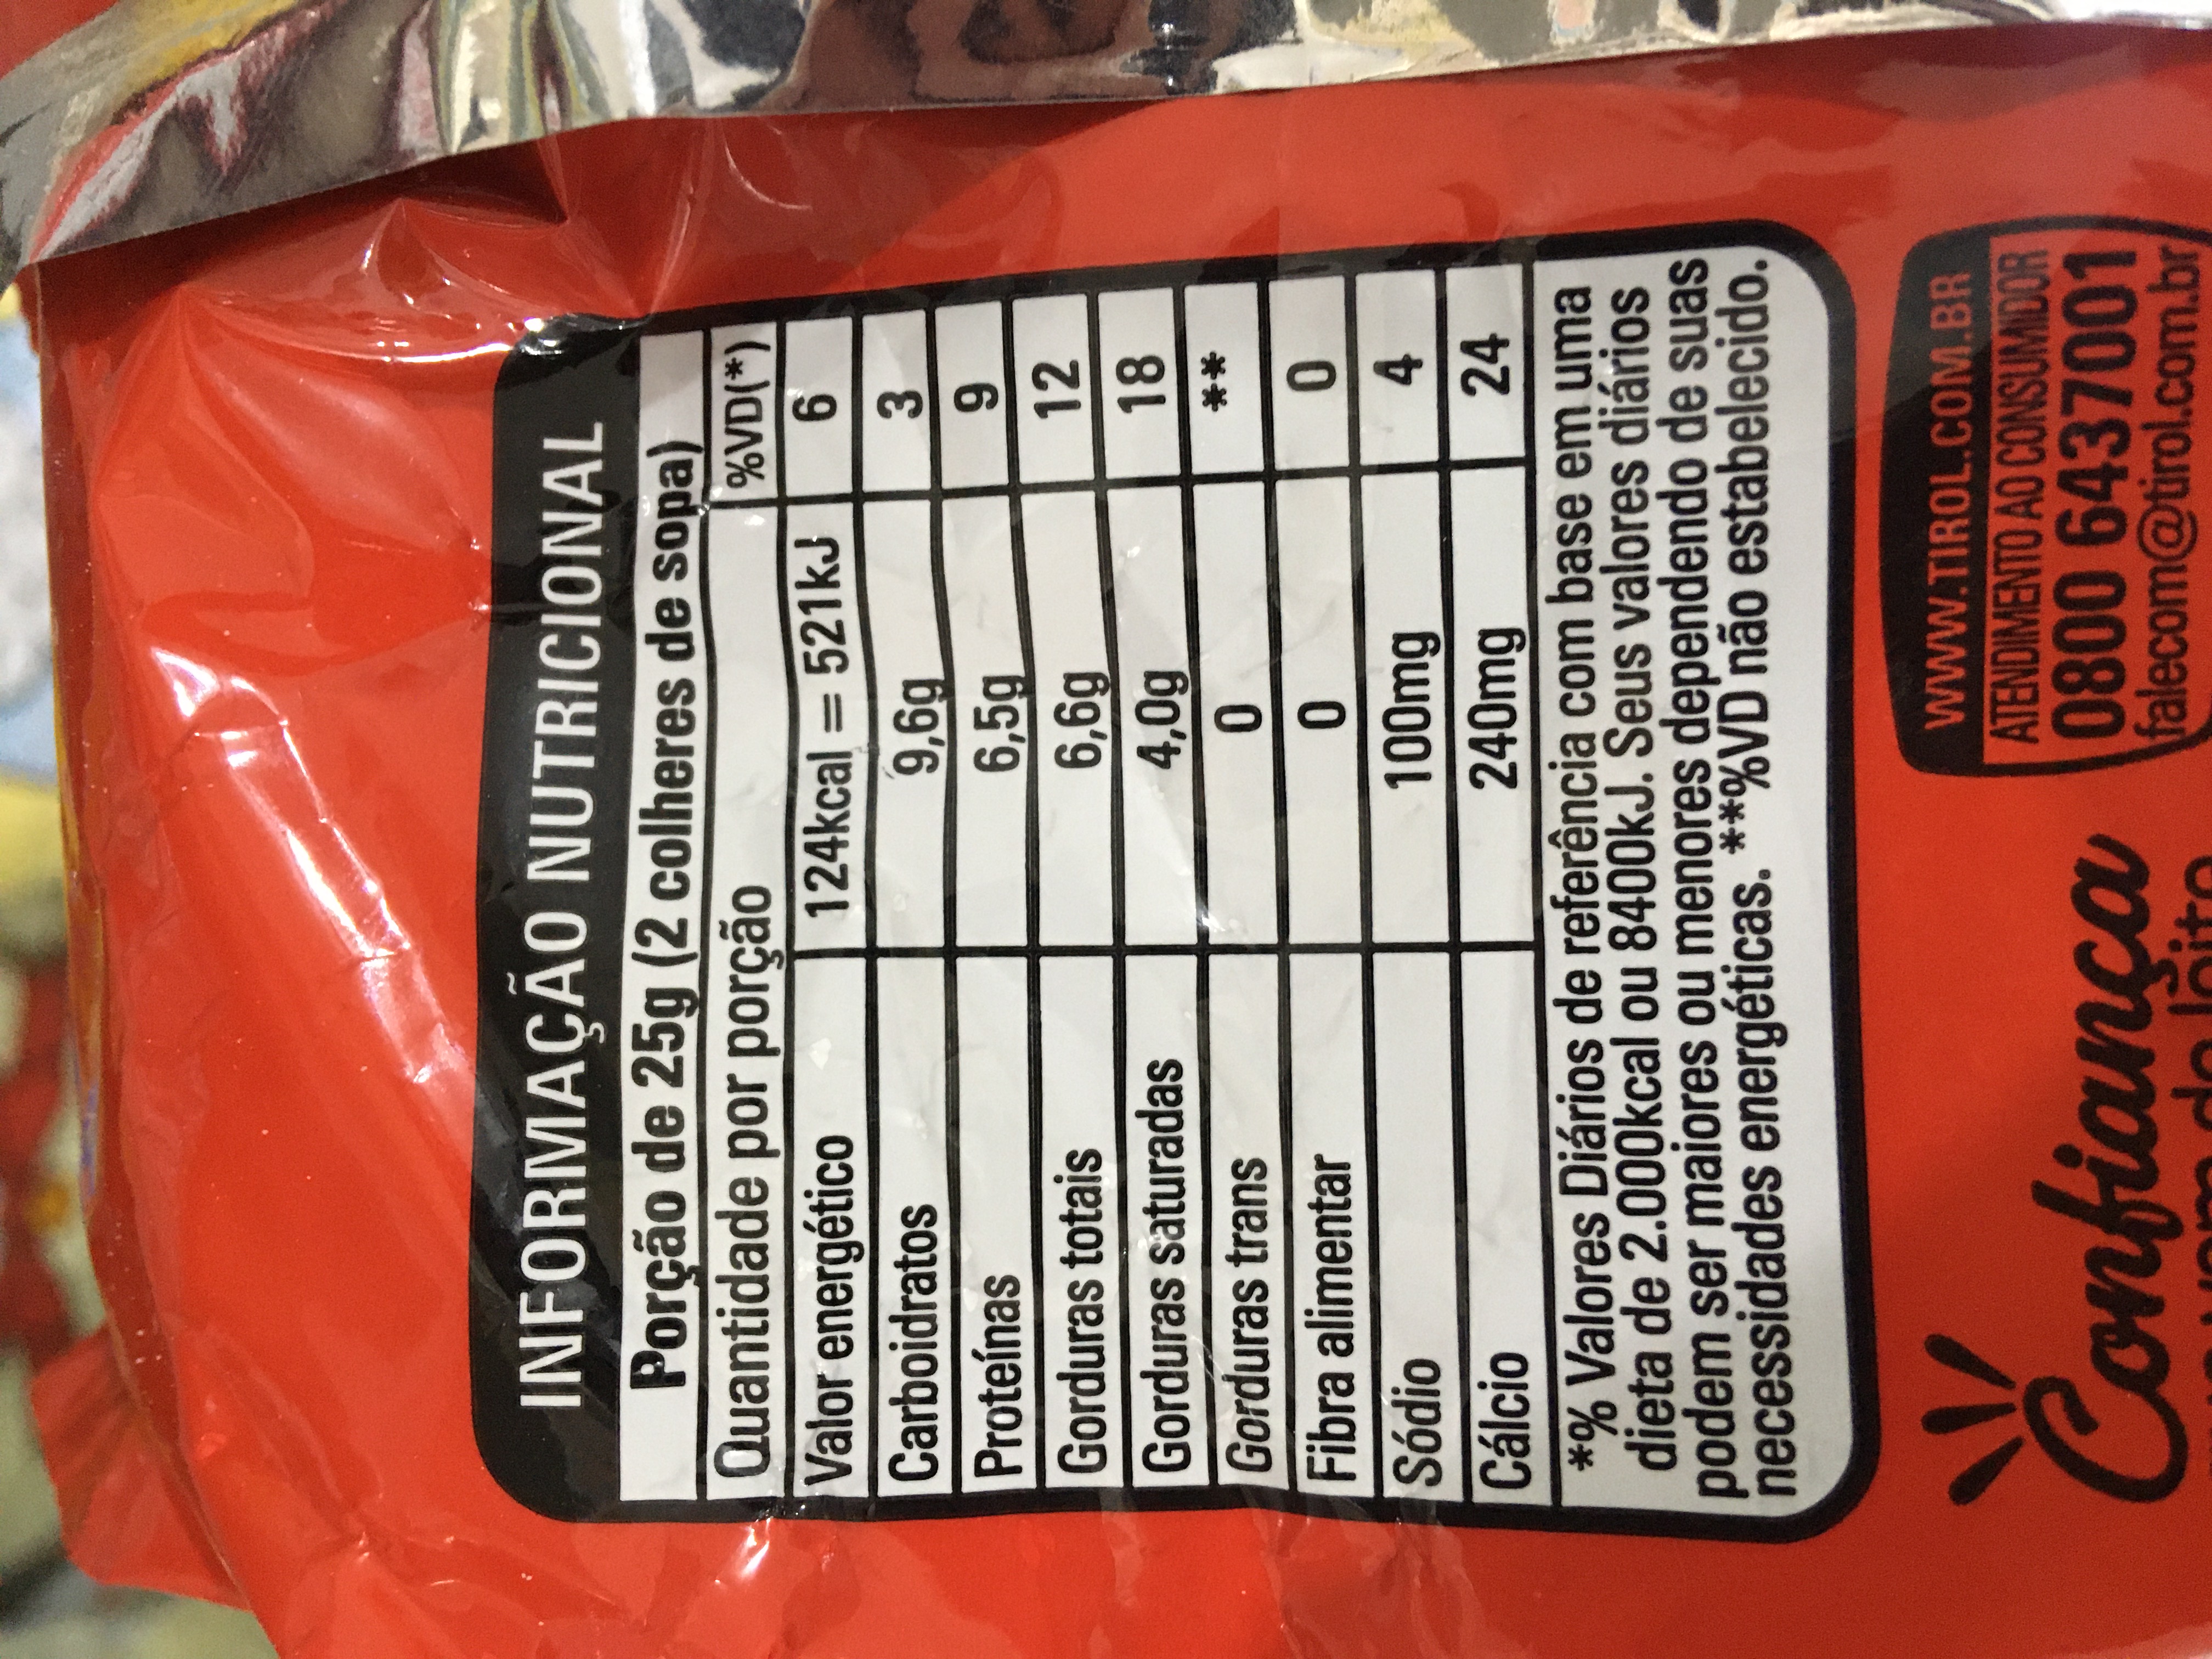 INFORMAÇÃO NUTRICIONAL
Porção de 25g (2 colheres de sopa)
Quantidade por porção %VD(*)
Valor energético 124kcal = 521kJ 6
Carboidratos 9,6g 3
Proteínas 6,5g 9
Gorduras totais 6,6g 12
Gorduras saturadas 4,0g 18
Gorduras trans 0 **
Fibra alimentar 0 0
Sódio 100mg 4
Cálcio 240mg 24
*% Valores Diários de referência com base em uma
dieta de 2.000kcal ou 8400kJ. Seus valores diários
podem ser maiores ou menores dependendo de suas
necessidades energéticas. **%VD não estabelecido.
WWW.TIROL.COM.BR
ATENDIMENTO AO CONSUMIDOR
0800 6437001
falecom@tirol.com.br
Confiança
que vem do leite